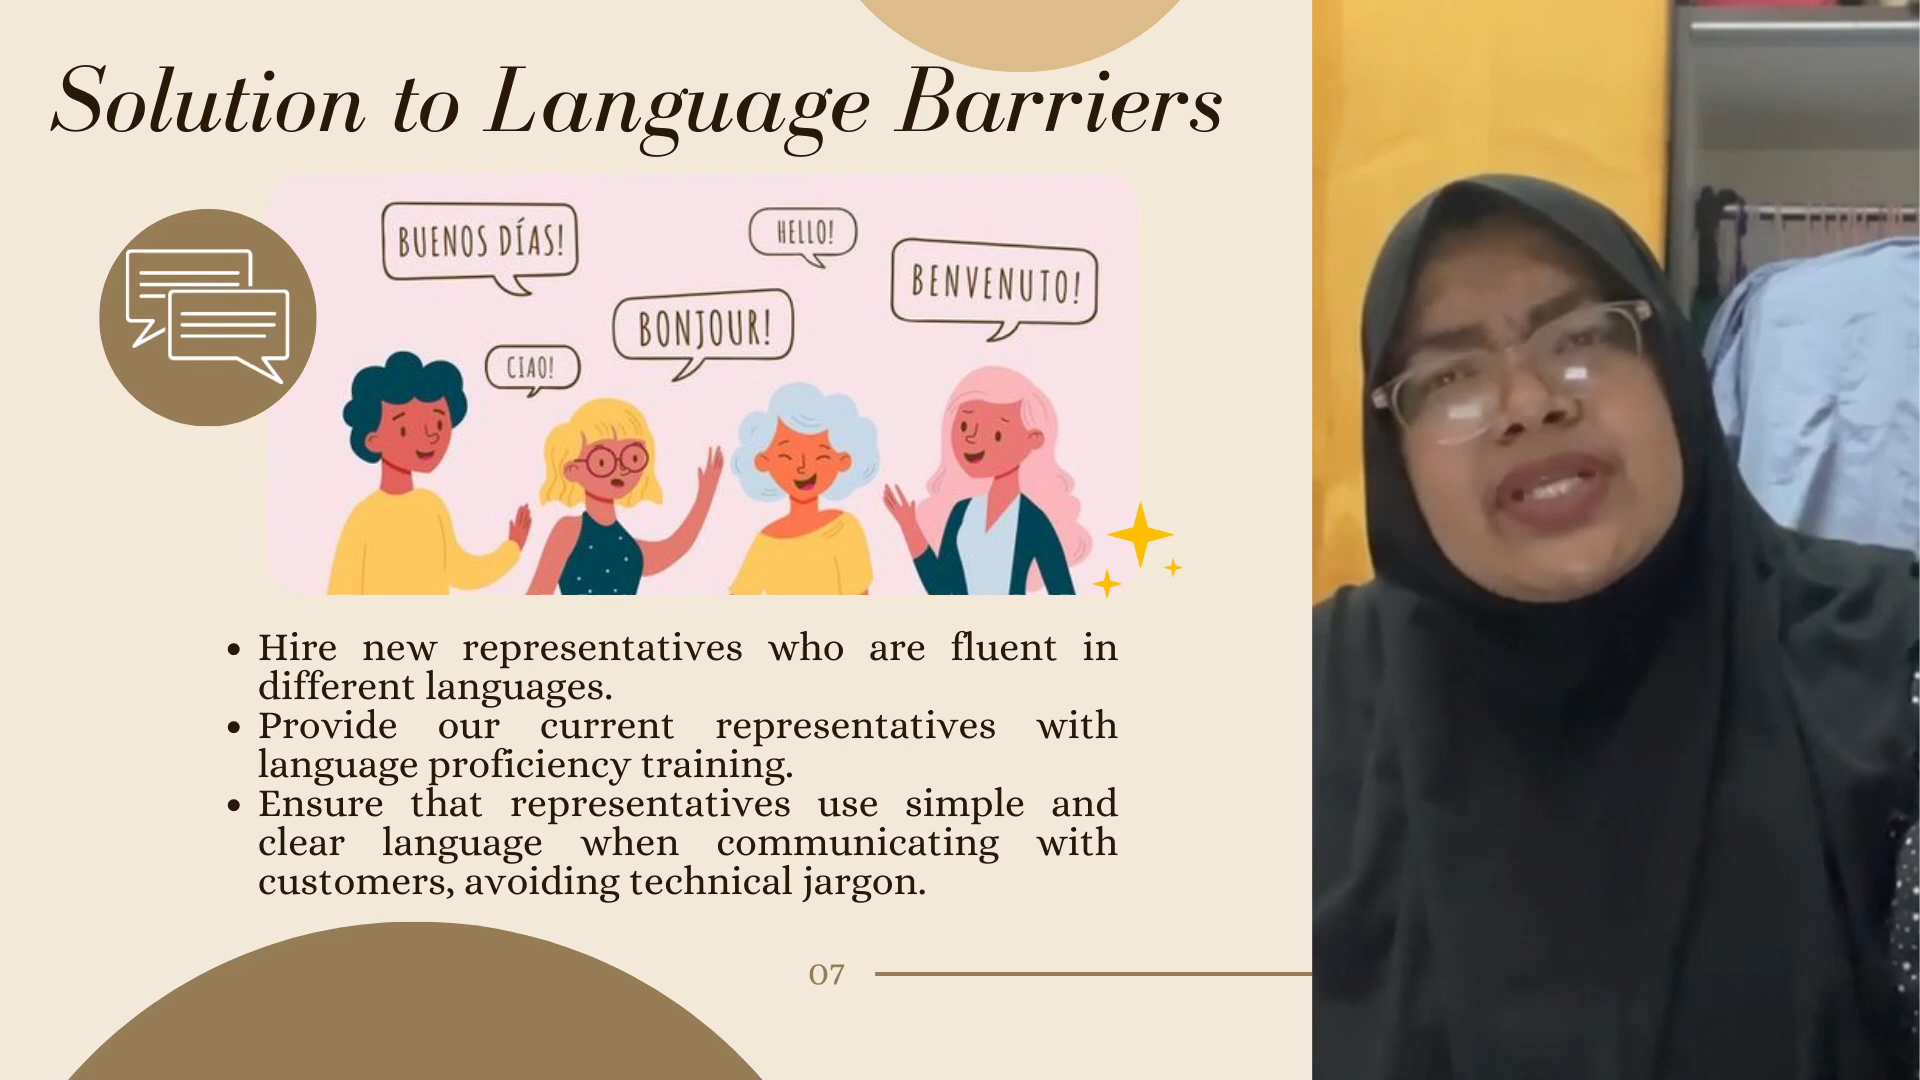 Solution to Language Barriers
BUENOS DÍAS!
HELLO!
BENVENUTO!
BONJOUR!
CIAO!
• Hire new representatives who are fluent in
different languages.
• Provide our current representatives with
language proficiency training.
• Ensure that representatives use simple and
clear language when communicating with
customers, avoiding technical jargon.
07